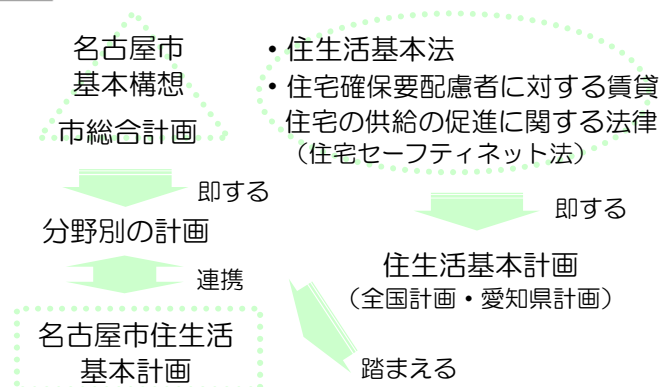 名古屋市
基本構想
市総合計画
・住生活基本法
・住宅確保要配慮者に対する賃貸
住宅の供給の促進に関する法律
（住宅セーフティネット法）
即する
分野別の計画
連携
名古屋市住生活
基本計画
即する
住生活基本計画
（全国計画・愛知県計画）
踏まえる